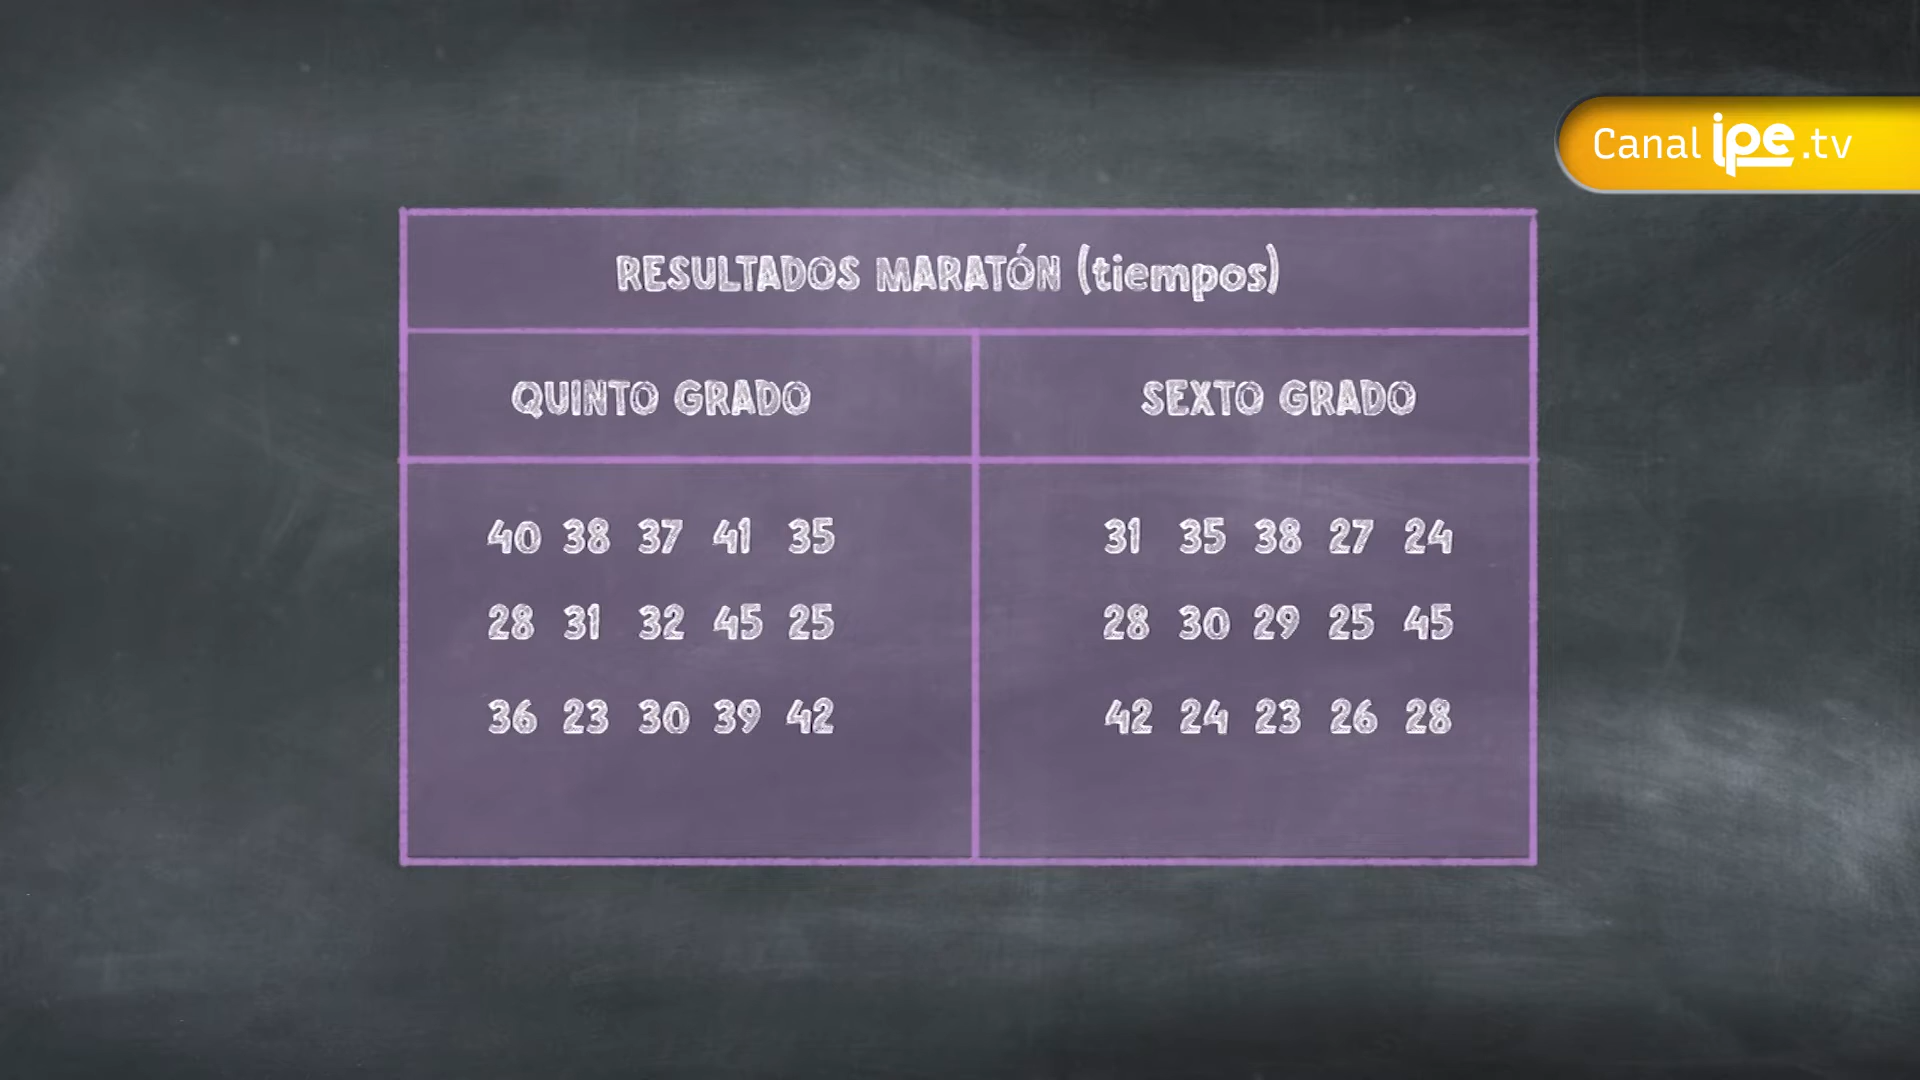 Canal ipe.tv
RESULTADOS MARATÓN (tiempos)
QUINTO GRADO
SEXTO GRADO
40 38 37 41 35
28 31 32 45 25
36 23 30 39 42
31 35 38 27 24
28 30 29 25 45
42 24 23 26 28